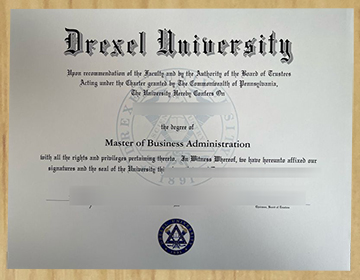 Drexel University
Upon recommendation of the Faculty and by the Authority of the Board of Trustees
Acting under the Charter granted by The Commonwealth of Pennsylvania,
The University Hereby Confers On
the degree of
Master of Business Administration
with all the rights and privileges pertaining thereto. In Witness Whereof, we have hereunto affixed our
signatures and the seal of the University
1891